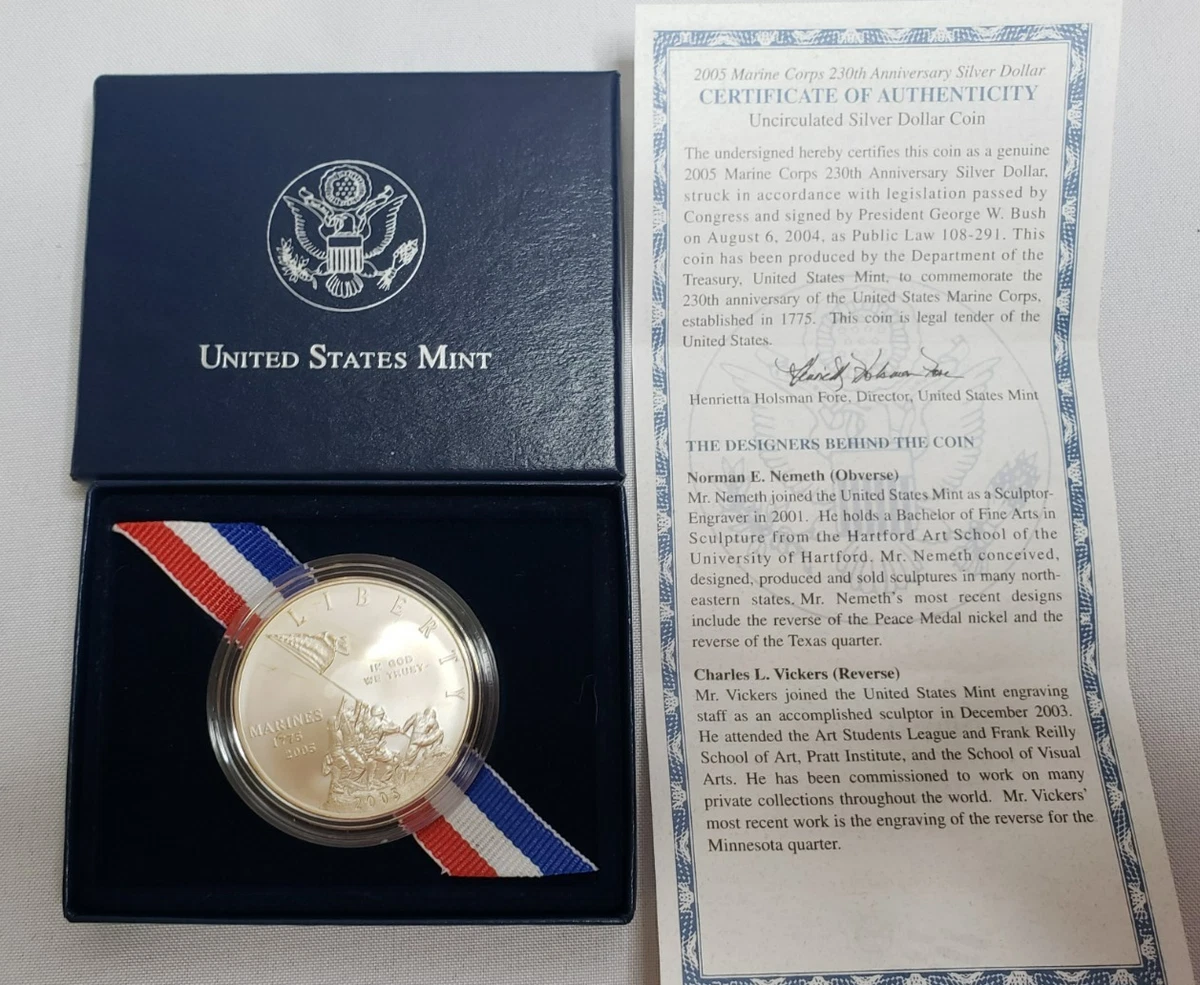 UNITED STATES MINT
LIBERTY
IN GOD
WE TRUST
MARINES
1775
2005
2005
2005 Marine Corps 230th Anniversary Silver Dollar
CERTIFICATE OF AUTHENTICITY
Uncirculated Silver Dollar Coin
The undersigned hereby certifies this coin as a genuine
2005 Marine Corps 230th Anniversary Silver Dollar,
struck in accordance with legislation passed by
Congress and signed by President George W. Bush
on August 6, 2004, as Public Law 108-291. This
coin has been produced by the Department of the
Treasury, United States Mint, to commemorate the
230th anniversary of the United States Marine Corps,
established in 1775. This coin is legal tender of the
United States.
Henrietta Holsman Fore
Henrietta Holsman Fore, Director, United States Mint
THE DESIGNERS BEHIND THE COIN
Norman E. Nemeth (Obverse)
Mr. Nemeth joined the United States Mint as a Sculptor-
Engraver in 2001. He holds a Bachelor of Fine Arts in
Sculpture from the Hartford Art School of the
University of Hartford. Mr. Nemeth conceived,
designed, produced and sold sculptures in many north-
eastern states. Mr. Nemeth's most recent designs
include the reverse of the Peace Medal nickel and the
reverse of the Texas quarter.
Charles L. Vickers (Reverse)
Mr. Vickers joined the United States Mint engraving
staff as an accomplished sculptor in December 2003.
He attended the Art Students League and Frank Reilly
School of Art, Pratt Institute, and the School of Visual
Arts. He has been commissioned to work on many
private collections throughout the world. Mr. Vickers'
most recent work is the engraving of the reverse for the
Minnesota quarter.